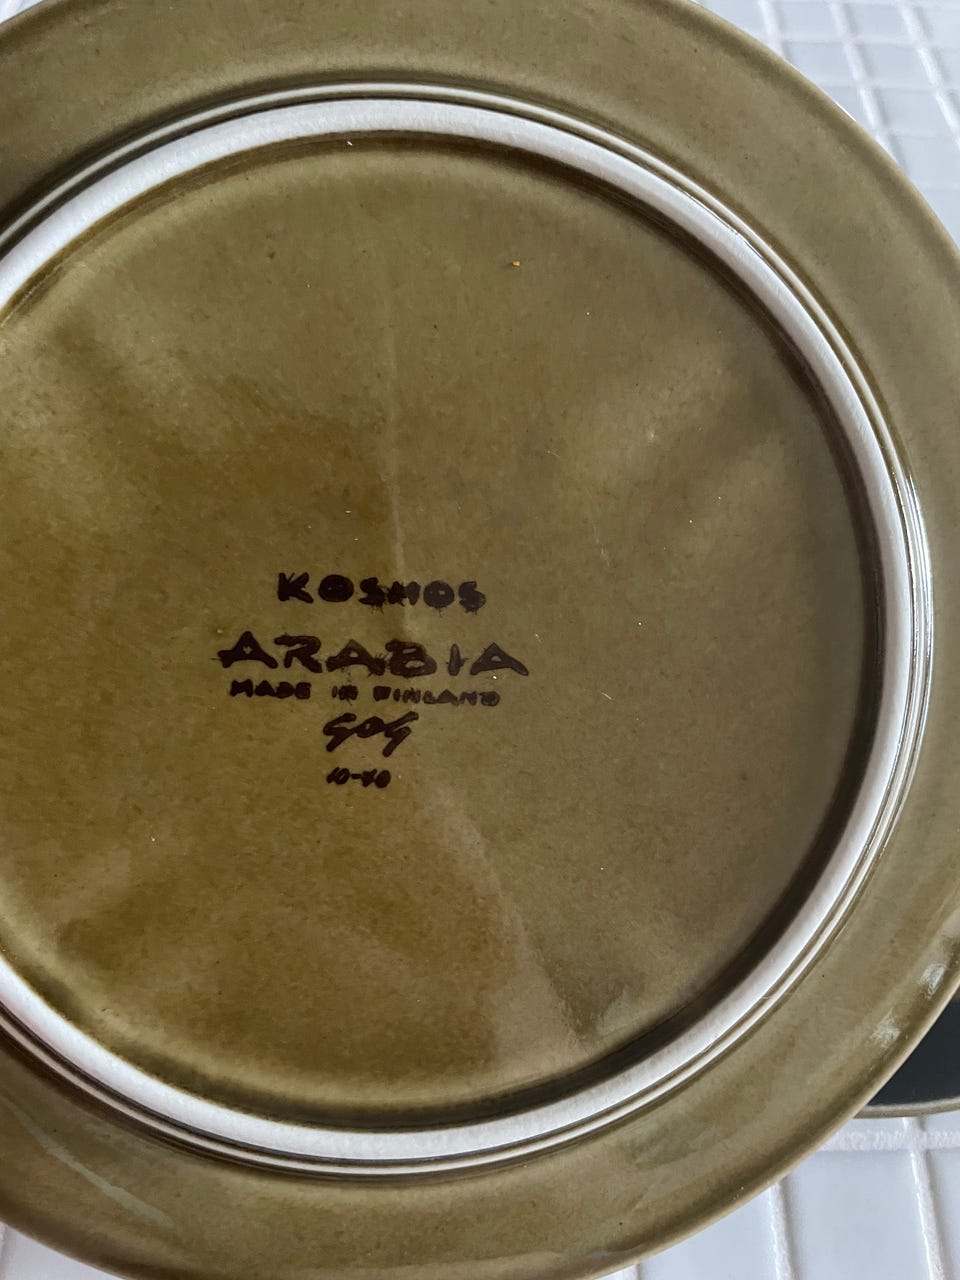 KOSMOS
ARABIA
MADE IN FINLAND
GOG
10-70